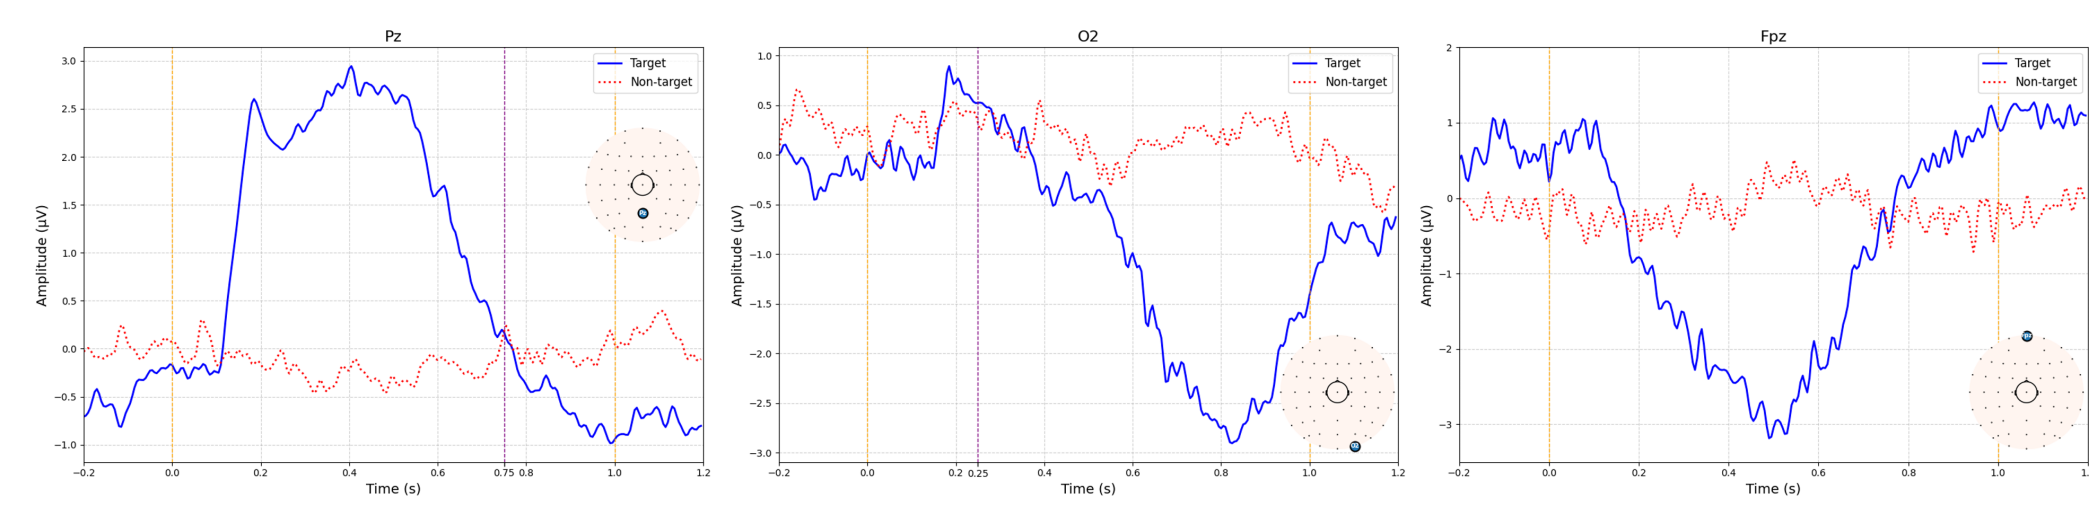 Pz
Target
Non-target
3.0
2.5
2.0
1.5
1.0
0.5
0.0
−0.5
−1.0
Amplitude (µV)
Pz
−0.2 0.0 0.2 0.4 0.6 0.75 0.8 1.0 1.2
Time (s)
O2
Target
Non-target
1.0
0.5
0.0
−0.5
−1.0
−1.5
−2.0
−2.5
−3.0
Amplitude (µV)
O2
−0.2 0.0 0.2 0.25 0.4 0.6 0.8 1.0 1.2
Time (s)
Fpz
Target
Non-target
2
1
0
−1
−2
−3
Amplitude (µV)
−0.2 0.0 0.2 0.4 0.6 0.8 1.0 1.
Time (s)